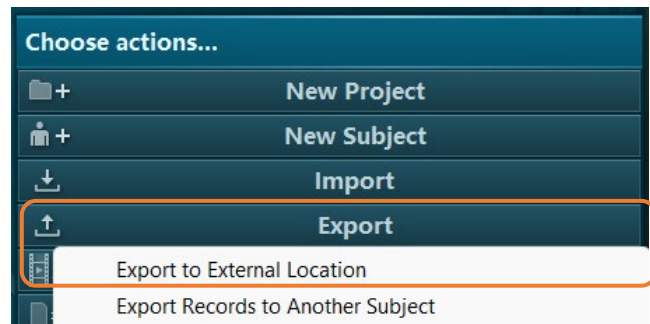 Choose actions...
New Project
New Subject
Import
Export
Export to External Location
Export Records to Another Subject